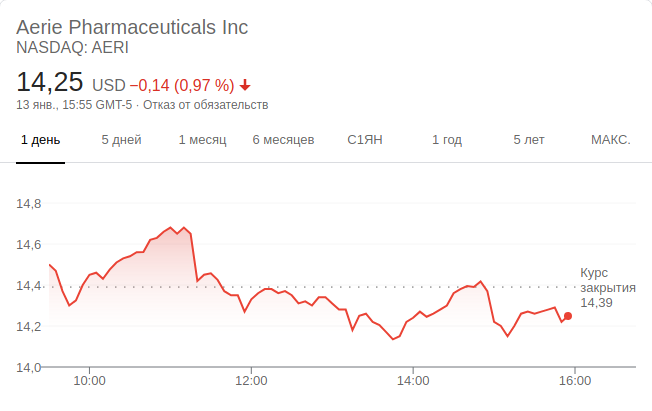 Aerie Pharmaceuticals Inc
NASDAQ: AERI
14,25 USD −0,14 (0,97 %)
13 янв., 15:55 GMT-5 · Отказ от обязательств
1 день 5 дней 1 месяц 6 месяцев С1ЯН 1 год 5 лет МАКС.
14,8
14,6
14,4
14,2
14,0
Курс
закрытия
14,39
10:00 12:00 14:00 16:00